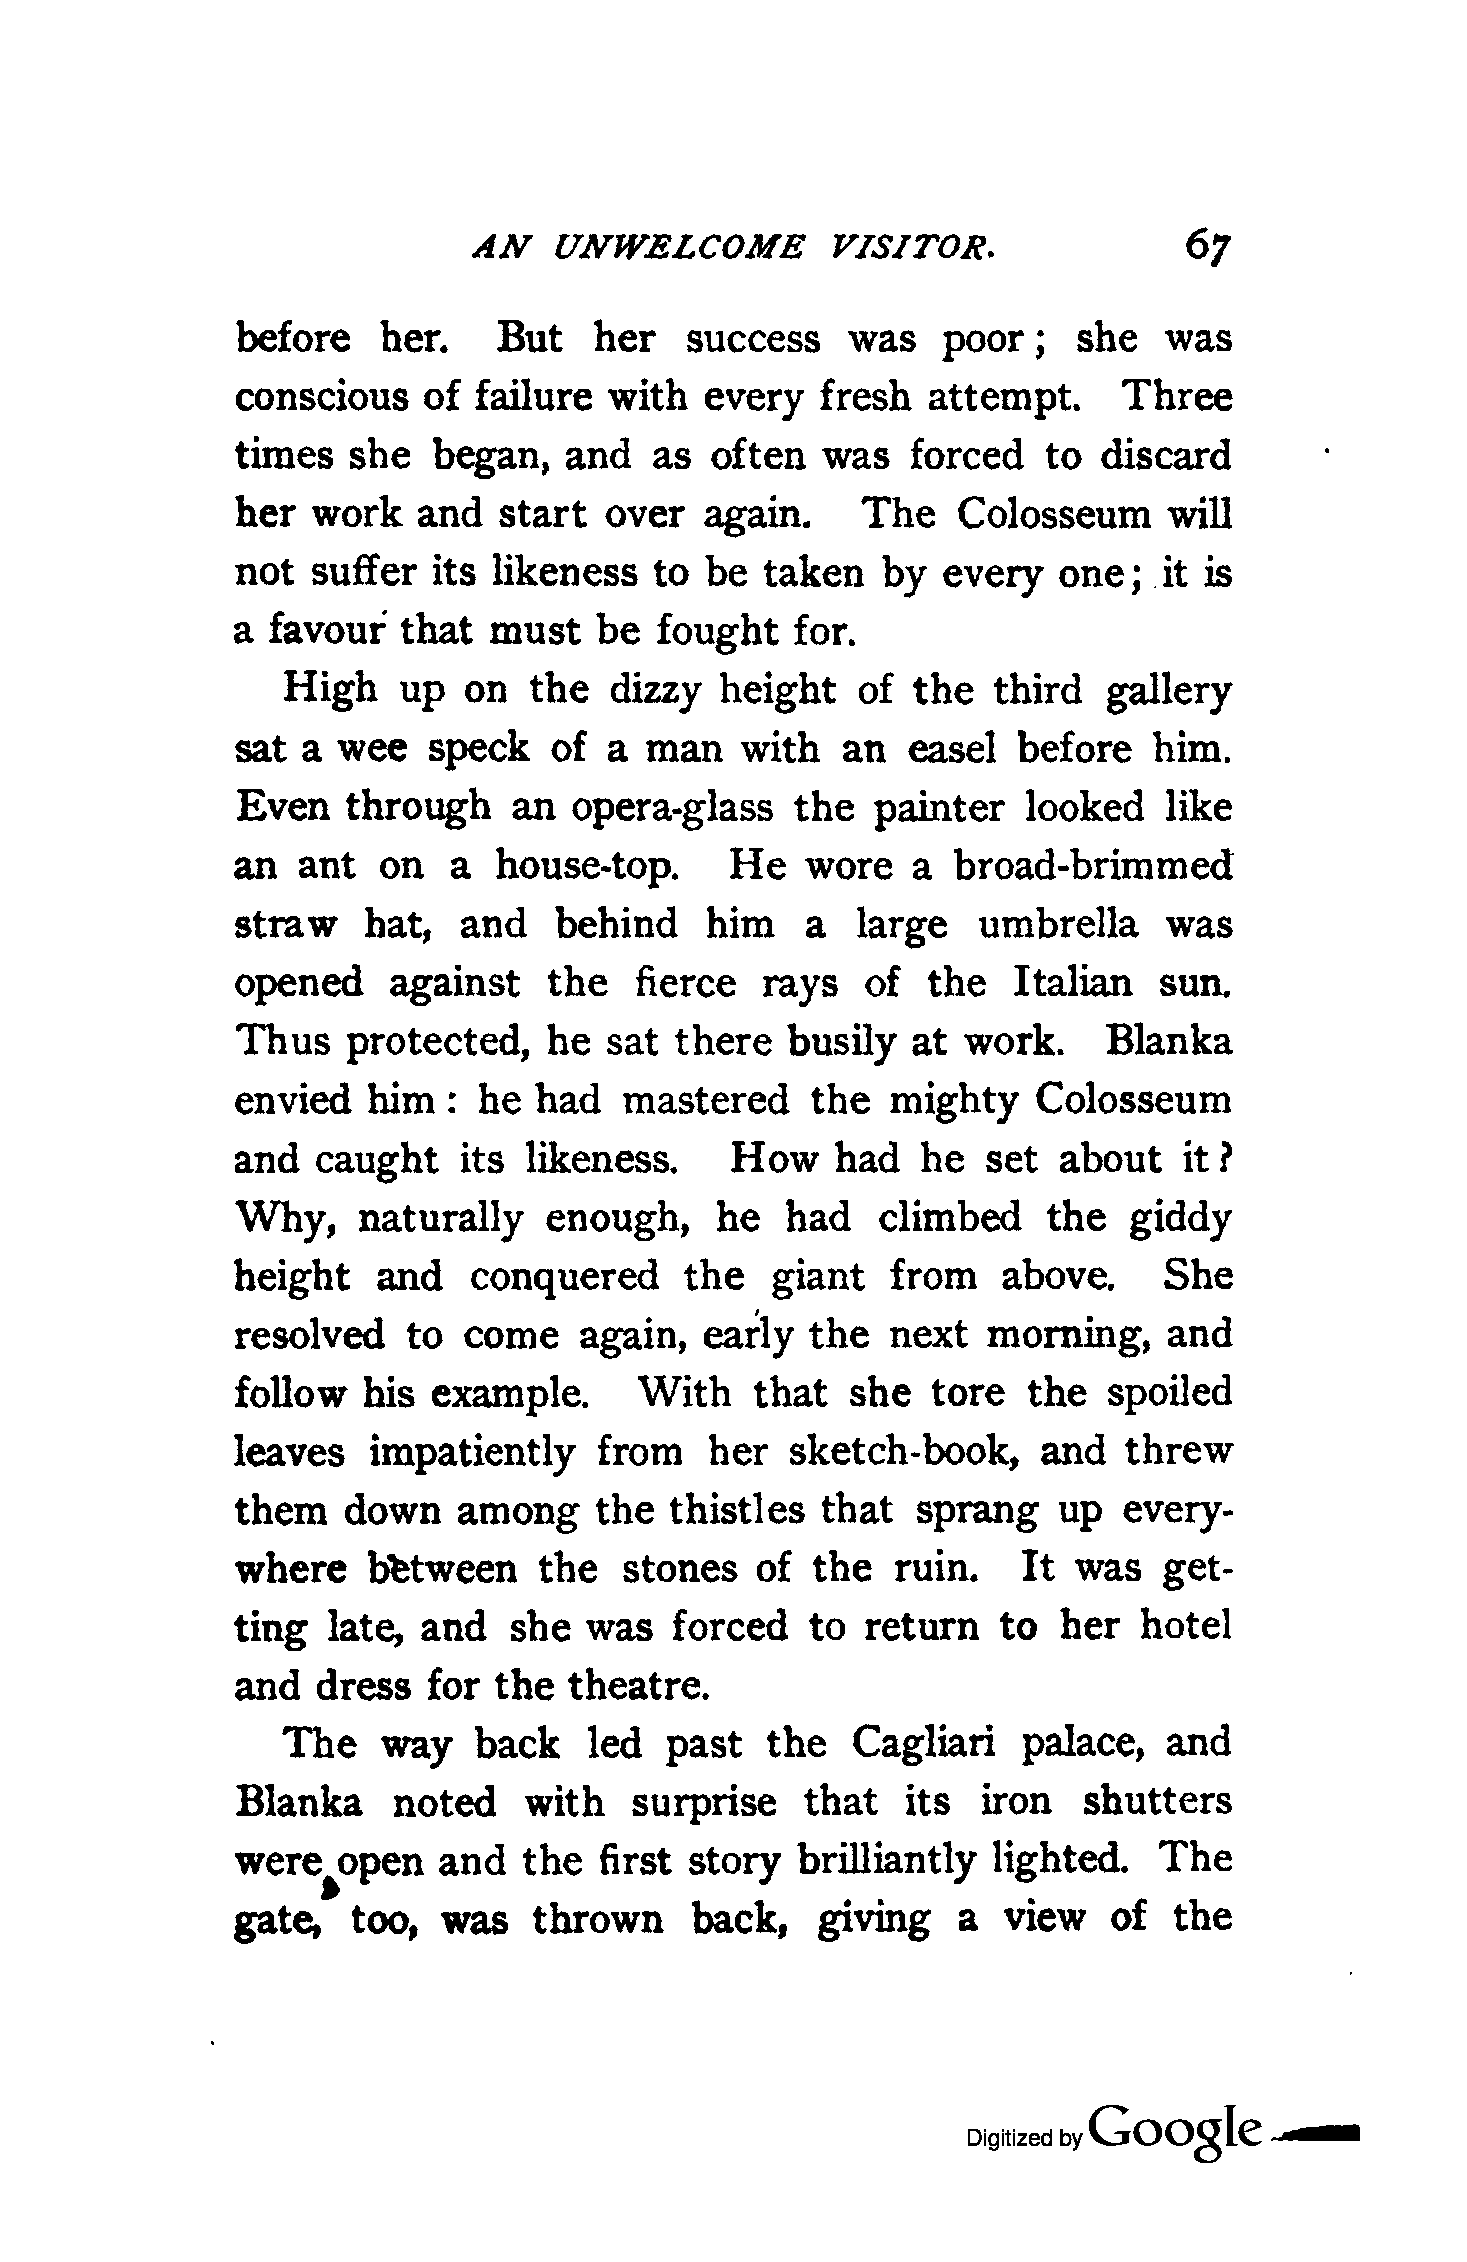 AN UNWELCOME VISITOR. 67
before her. But her success was poor; she was
conscious of failure with every fresh attempt. Three
times she began, and as often was forced to discard
her work and start over again. The Colosseum will
not suffer its likeness to be taken by every one; it is
a favour that must be fought for.
High up on the dizzy height of the third gallery
sat a wee speck of a man with an easel before him.
Even through an opera-glass the painter looked like
an ant on a house-top. He wore a broad-brimmed
straw hat, and behind him a large umbrella was
opened against the fierce rays of the Italian sun.
Thus protected, he sat there busily at work. Blanka
envied him: he had mastered the mighty Colosseum
and caught its likeness. How had he set about it?
Why, naturally enough, he had climbed the giddy
height and conquered the giant from above. She
resolved to come again, early the next morning, and
follow his example. With that she tore the spoiled
leaves impatiently from her sketch-book, and threw
them down among the thistles that sprang up every-
where between the stones of the ruin. It was get-
ting late, and she was forced to return to her hotel
and dress for the theatre.
The way back led past the Cagliari palace, and
Blanka noted with surprise that its iron shutters
were open and the first story brilliantly lighted. The
gate, too, was thrown back, giving a view of the
Digitized by Google